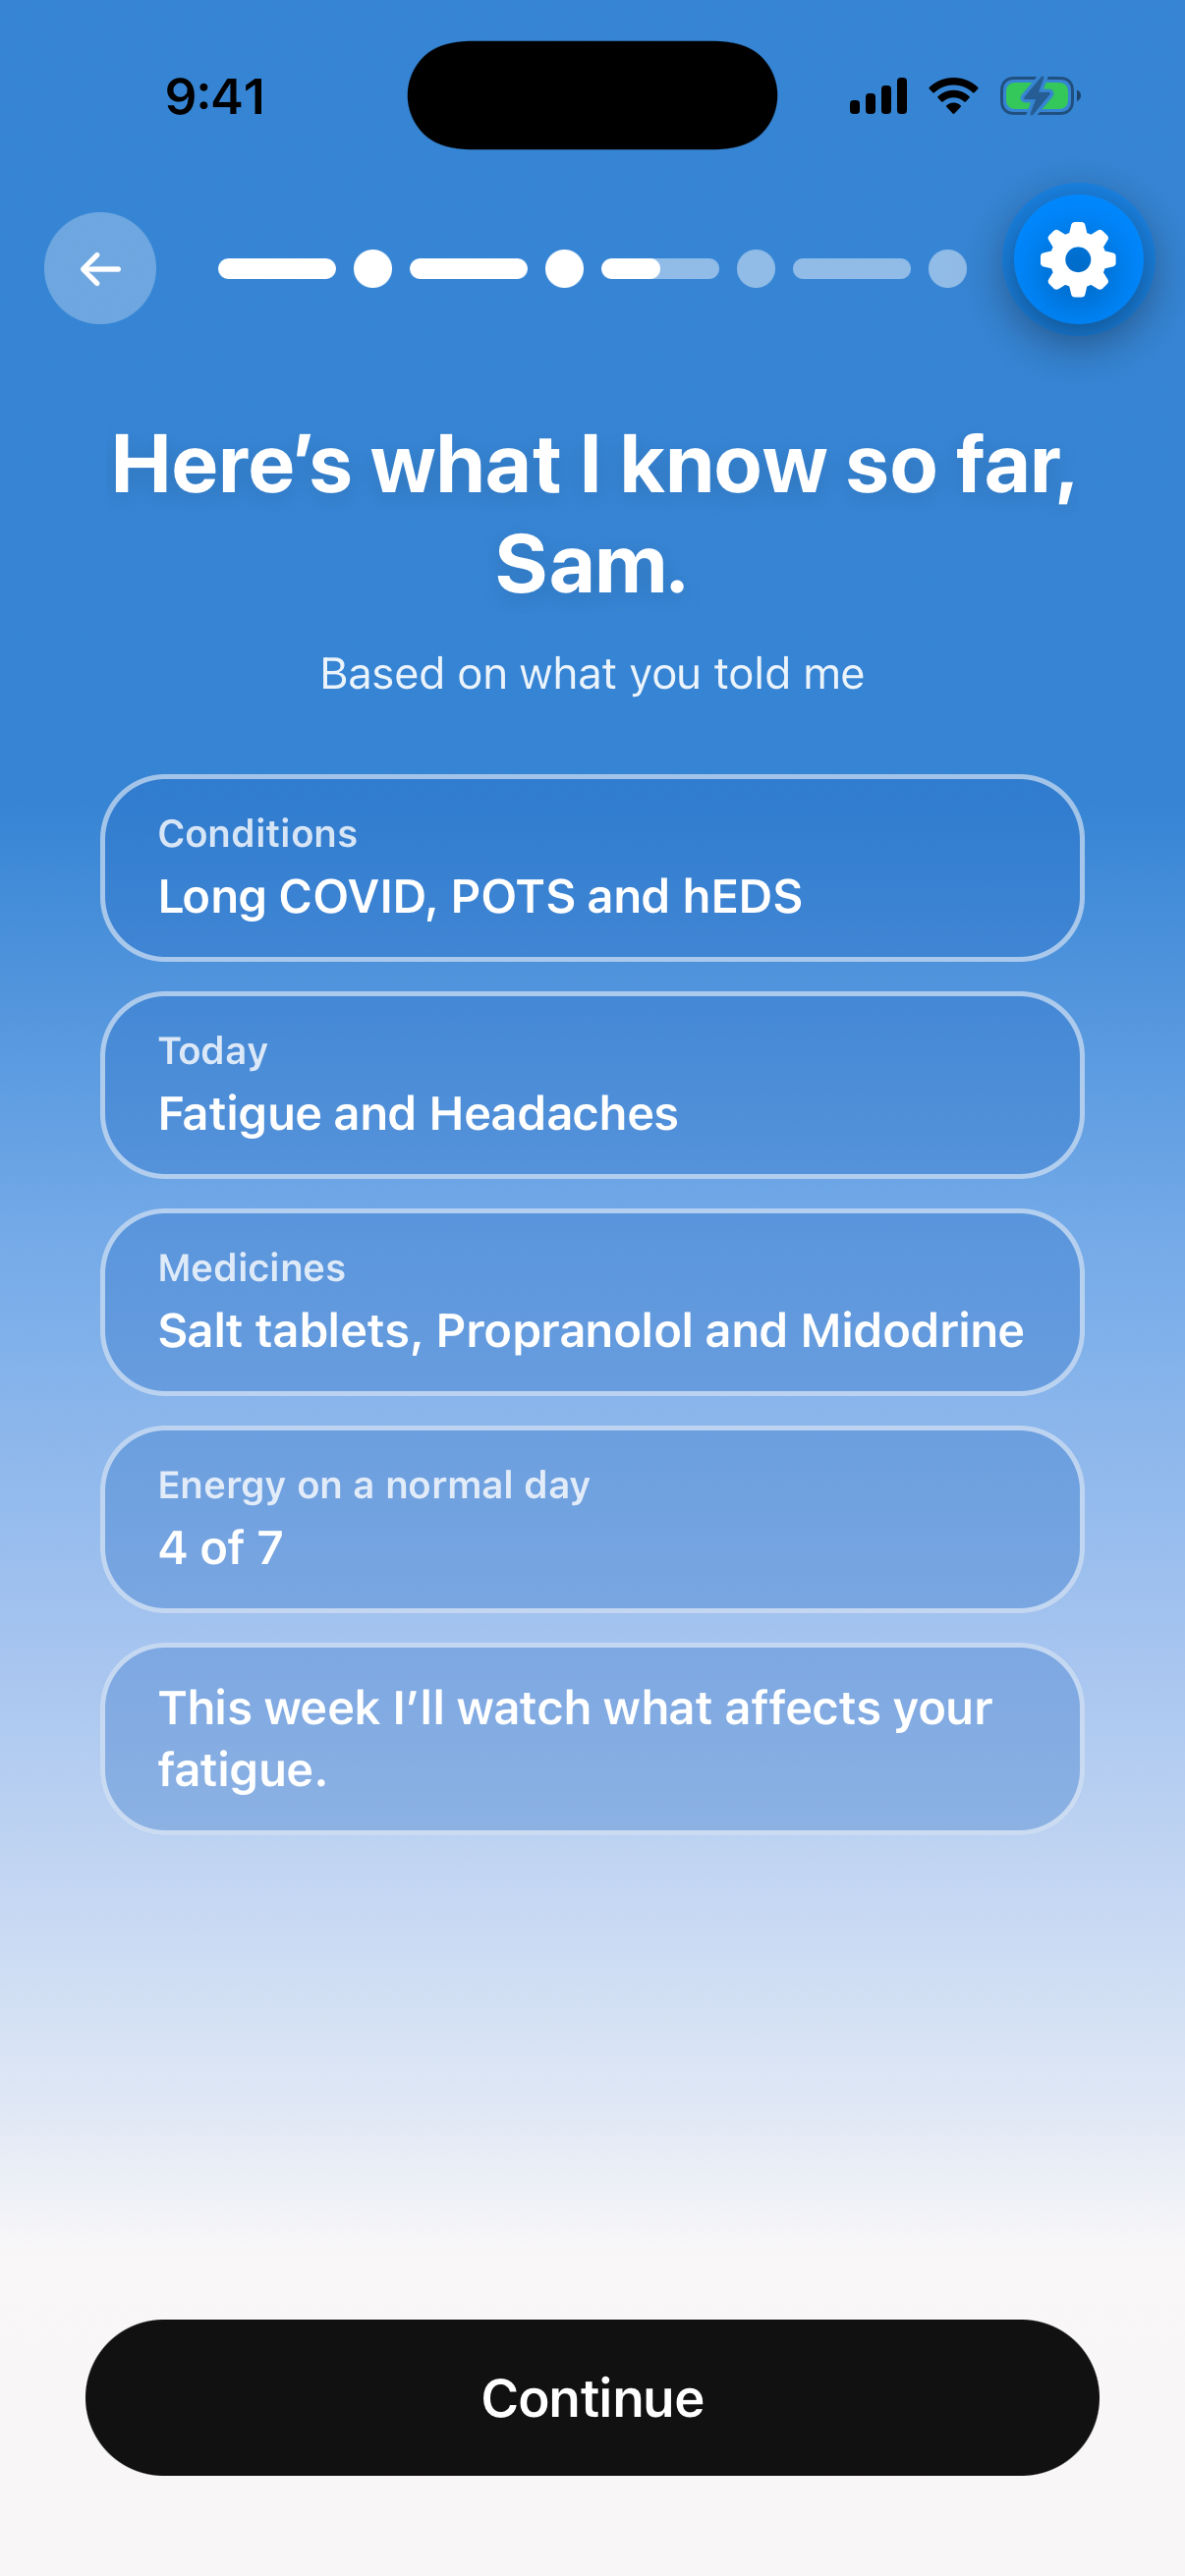 9:41
Here’s what I know so far,
Sam.
Based on what you told me
Conditions
Long COVID, POTS and hEDS
Today
Fatigue and Headaches
Medicines
Salt tablets, Propranolol and Midodrine
Energy on a normal day
4 of 7
This week I’ll watch what affects your
fatigue.
Continue